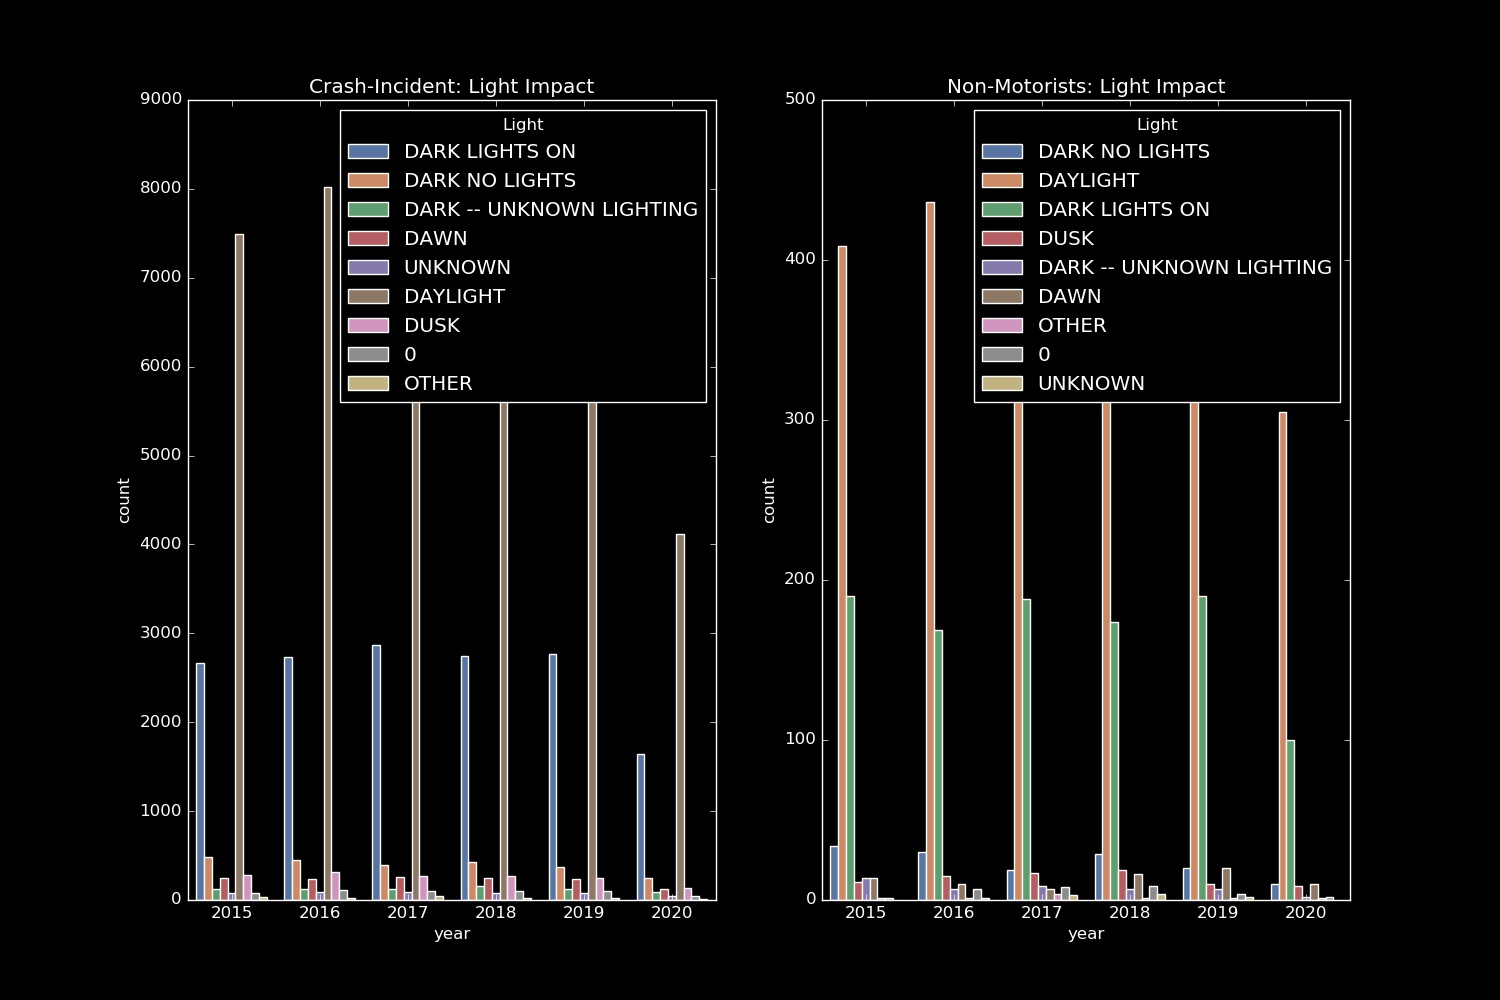 Crash-Incident: Light Impact
9000
8000
7000
6000
5000
4000
3000
2000
1000
0
count
Light
DARK LIGHTS ON
DARK NO LIGHTS
DARK -- UNKNOWN LIGHTING
DAWN
UNKNOWN
DAYLIGHT
DUSK
0
OTHER
2015 2016 2017 2018 2019 2020
year
Non-Motorists: Light Impact
500
400
300
200
100
0
count
Light
DARK NO LIGHTS
DAYLIGHT
DARK LIGHTS ON
DUSK
DARK -- UNKNOWN LIGHTING
DAWN
OTHER
0
UNKNOWN
2015 2016 2017 2018 2019 2020
year